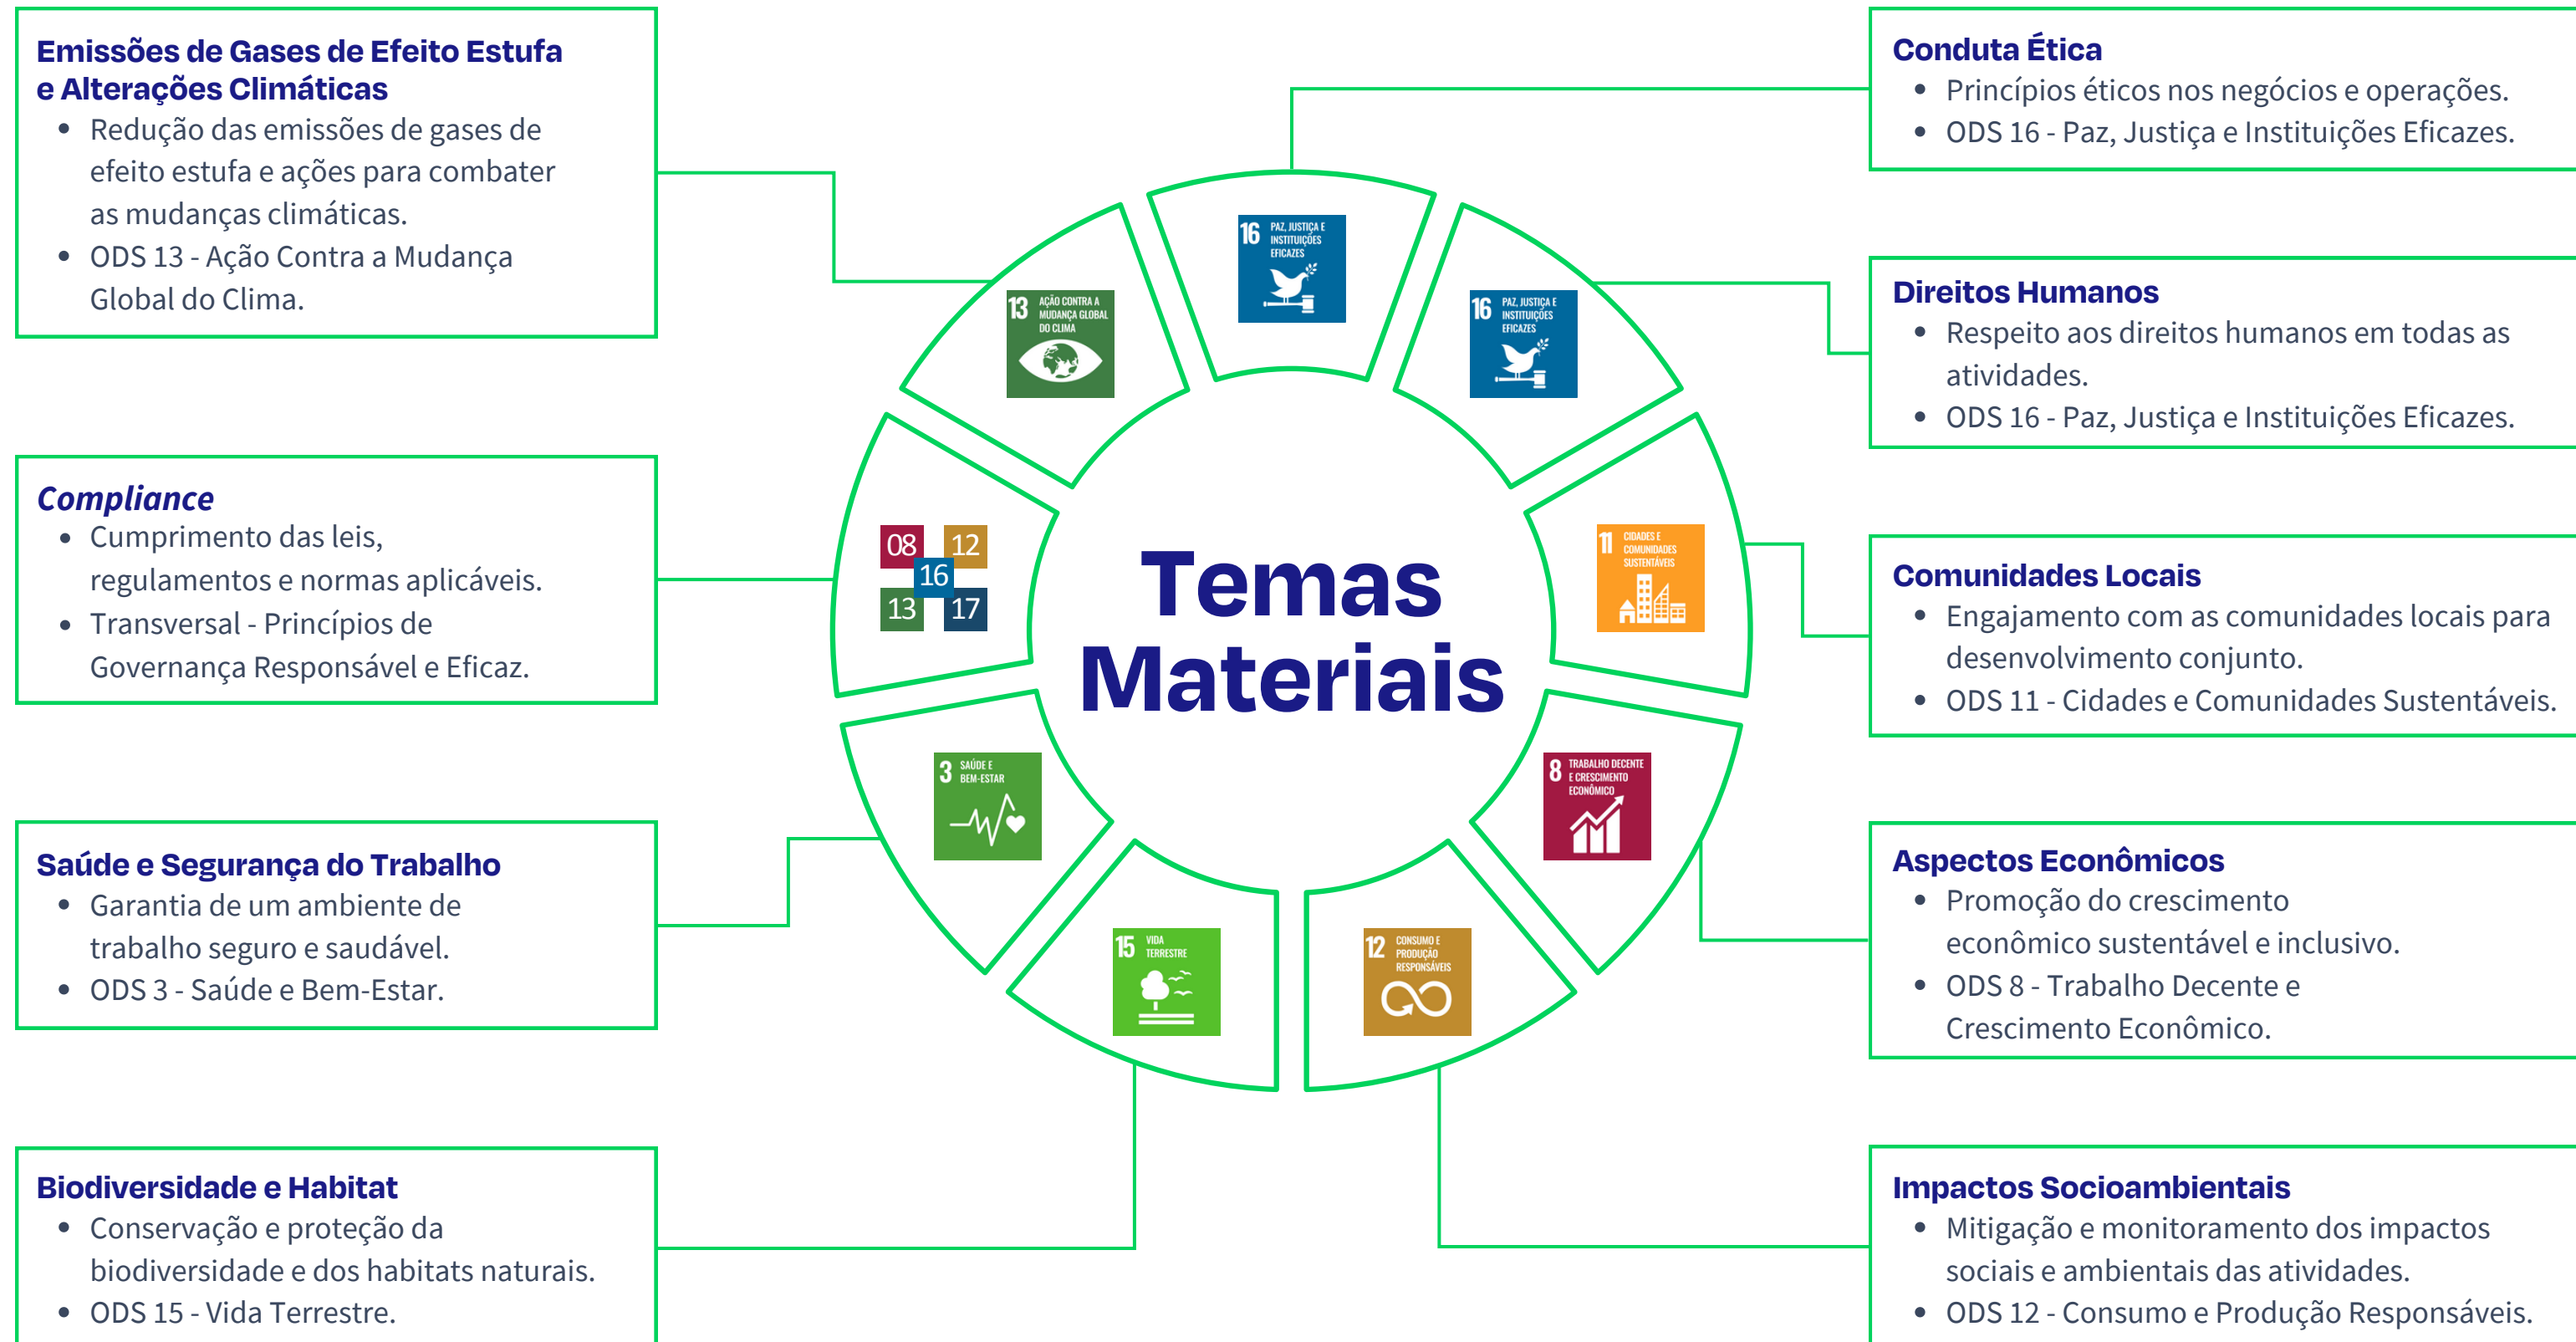 Emissões de Gases de Efeito Estufa
e Alterações Climáticas
• Redução das emissões de gases de
efeito estufa e ações para combater
as mudanças climáticas.
• ODS 13 - Ação Contra a Mudança
Global do Clima.
Compliance
• Cumprimento das leis,
regulamentos e normas aplicáveis.
• Transversal - Princípios de
Governança Responsável e Eficaz.
Saúde e Segurança do Trabalho
• Garantia de um ambiente de
trabalho seguro e saudável.
• ODS 3 - Saúde e Bem-Estar.
Biodiversidade e Habitat
• Conservação e proteção da
biodiversidade e dos habitats naturais.
• ODS 15 - Vida Terrestre.
Temas
Materiais
16 PAZ, JUSTIÇA E
INSTITUIÇÕES
EFICAZES
16 PAZ, JUSTIÇA E
INSTITUIÇÕES
EFICAZES
11 CIDADES E
COMUNIDADES
SUSTENTÁVEIS
8 TRABALHO DECENTE
E CRESCIMENTO
ECONÔMICO
12 CONSUMO E
PRODUÇÃO
RESPONSÁVEIS
15 VIDA
TERRESTRE
3 SAÚDE E
BEM-ESTAR
08 12
16
13 17
13 AÇÃO CONTRA A
MUDANÇA GLOBAL
DO CLIMA
Conduta Ética
• Princípios éticos nos negócios e operações.
• ODS 16 - Paz, Justiça e Instituições Eficazes.
Direitos Humanos
• Respeito aos direitos humanos em todas as
atividades.
• ODS 16 - Paz, Justiça e Instituições Eficazes.
Comunidades Locais
• Engajamento com as comunidades locais para
desenvolvimento conjunto.
• ODS 11 - Cidades e Comunidades Sustentáveis.
Aspectos Econômicos
• Promoção do crescimento
econômico sustentável e inclusivo.
• ODS 8 - Trabalho Decente e
Crescimento Econômico.
Impactos Socioambientais
• Mitigação e monitoramento dos impactos
sociais e ambientais das atividades.
• ODS 12 - Consumo e Produção Responsáveis.